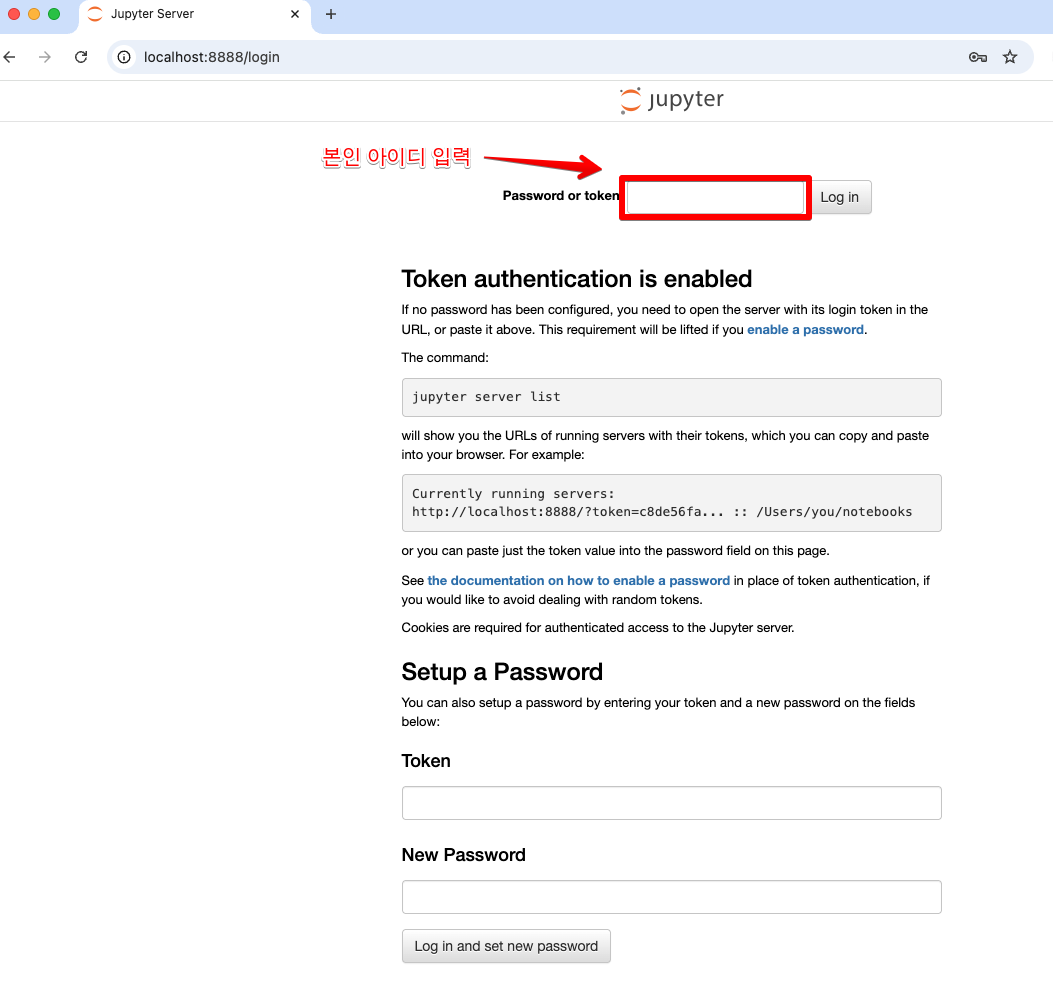 Jupyter Server
localhost:8888/login
jupyter
본인 아이디 입력
Password or token
Log in
Token authentication is enabled
If no password has been configured, you need to open the server with its login token in the
URL, or paste it above. This requirement will be lifted if you enable a password.
The command:
jupyter server list
will show you the URLs of running servers with their tokens, which you can copy and paste
into your browser. For example:
Currently running servers:
http://localhost:8888/?token=c8de56fa... :: /Users/you/notebooks
or you can paste just the token value into the password field on this page.
See the documentation on how to enable a password in place of token authentication, if
you would like to avoid dealing with random tokens.
Cookies are required for authenticated access to the Jupyter server.
Setup a Password
You can also setup a password by entering your token and a new password on the fields
below:
Token
New Password
Log in and set new password